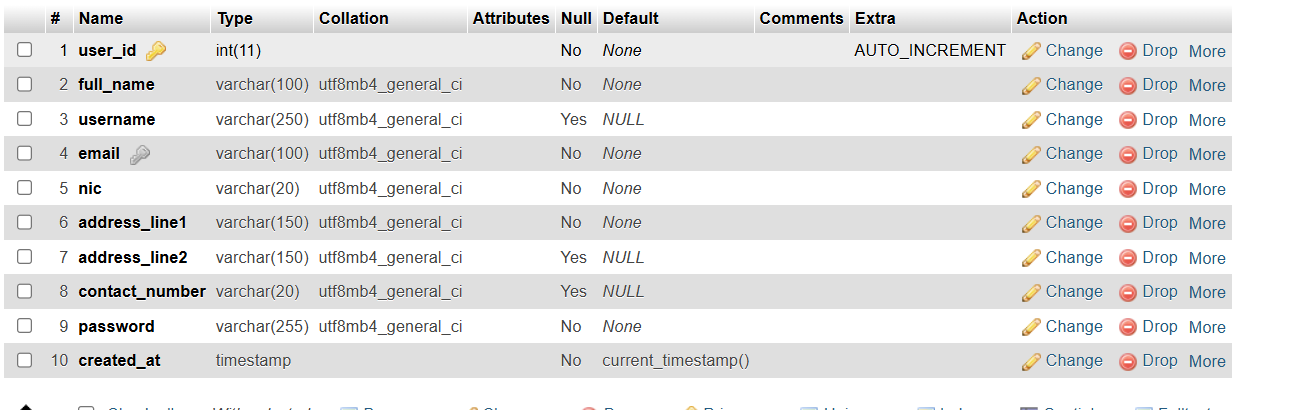 # Name Type Collation Attributes Null Default Comments Extra Action
1 user_id int(11) No None AUTO_INCREMENT Change Drop More
2 full_name varchar(100) utf8mb4_general_ci No None Change Drop More
3 username varchar(250) utf8mb4_general_ci Yes NULL Change Drop More
4 email varchar(100) utf8mb4_general_ci No None Change Drop More
5 nic varchar(20) utf8mb4_general_ci No None Change Drop More
6 address_line1 varchar(150) utf8mb4_general_ci No None Change Drop More
7 address_line2 varchar(150) utf8mb4_general_ci Yes NULL Change Drop More
8 contact_number varchar(20) utf8mb4_general_ci Yes NULL Change Drop More
9 password varchar(255) utf8mb4_general_ci No None Change Drop More
10 created_at timestamp No current_timestamp() Change Drop More